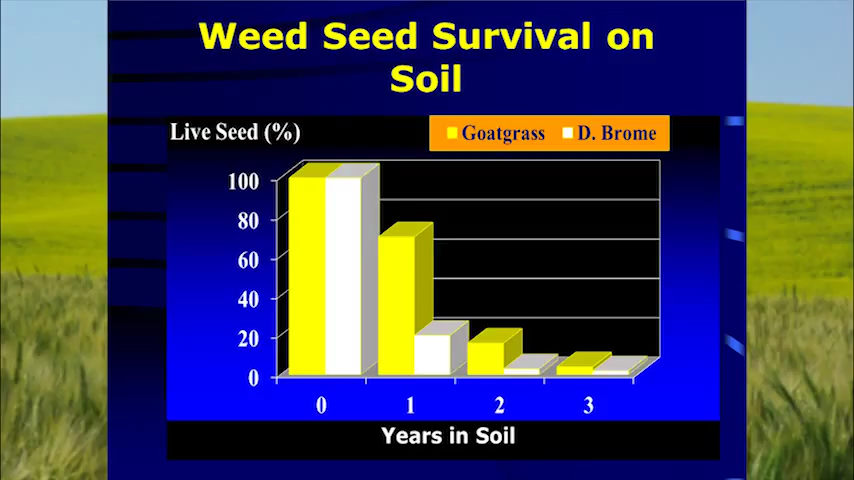 Weed Seed Survival on
Soil
Live Seed (%)
Goatgrass D. Brome
100
80
60
40
20
0
0 1 2 3
Years in Soil